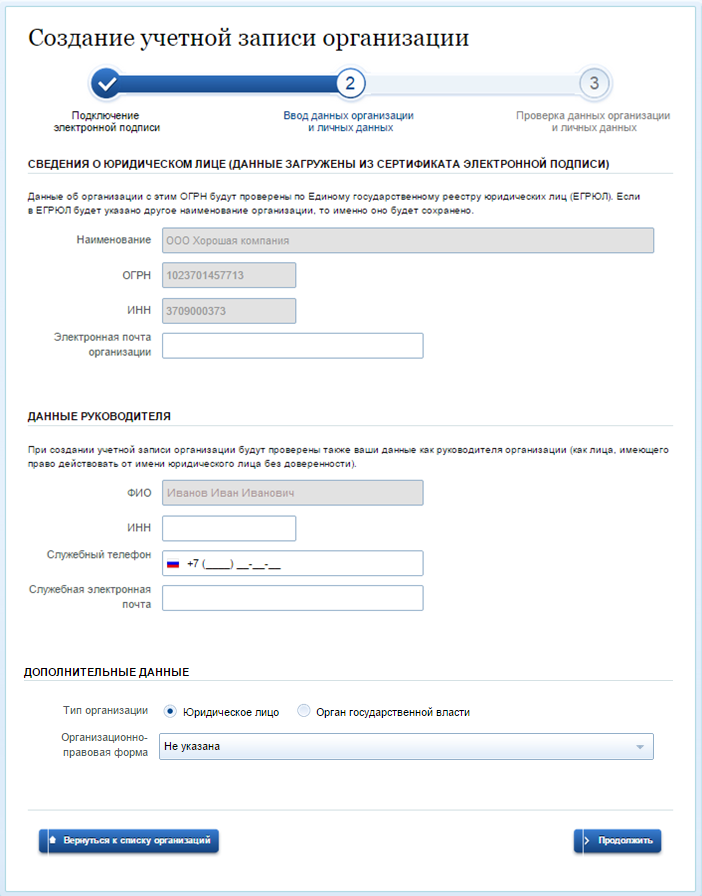 Создание учетной записи организации
2
3
Подключение
электронной подписи
Ввод данных организации
и личных данных
Проверка данных организации
и личных данных
СВЕДЕНИЯ О ЮРИДИЧЕСКОМ ЛИЦЕ (ДАННЫЕ ЗАГРУЖЕНЫ ИЗ СЕРТИФИКАТА ЭЛЕКТРОННОЙ ПОДПИСИ)
Данные об организации с этим ОГРН будут проверены по Единому государственному реестру юридических лиц (ЕГРЮЛ). Если
в ЕГРЮЛ будет указано другое наименование организации, то именно оно будет сохранено.
Наименование ООО Хорошая компания
ОГРН 1023701457713
ИНН 3709000373
Электронная почта
организации
ДАННЫЕ РУКОВОДИТЕЛЯ
При создании учетной записи организации будут проверены также ваши данные как руководителя организации (как лица, имеющего
право действовать от имени юридического лица без доверенности).
ФИО Иванов Иван Иванович
ИНН
Служебный телефон +7 (____) __-__-__
Служебная электронная
почта
ДОПОЛНИТЕЛЬНЫЕ ДАННЫЕ
Тип организации Юридическое лицо Орган государственной власти
Организационно-
правовая форма Не указана
Вернуться к списку организаций Продолжить